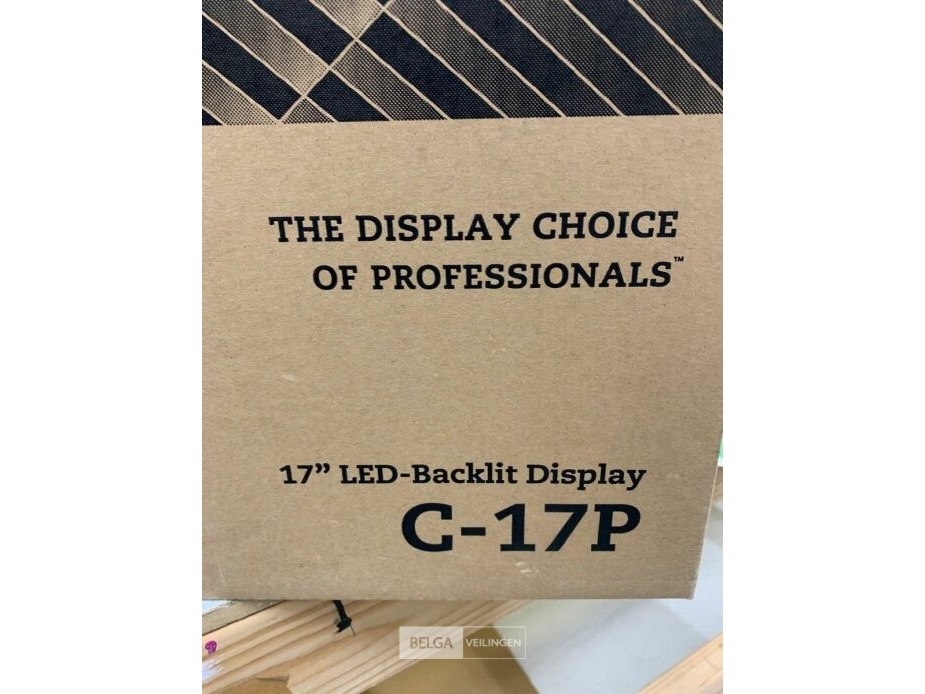 THE DISPLAY CHOICE
OF PROFESSIONALS™
17” LED-Backlit Display
C-17P
BELGA VEILINGEN